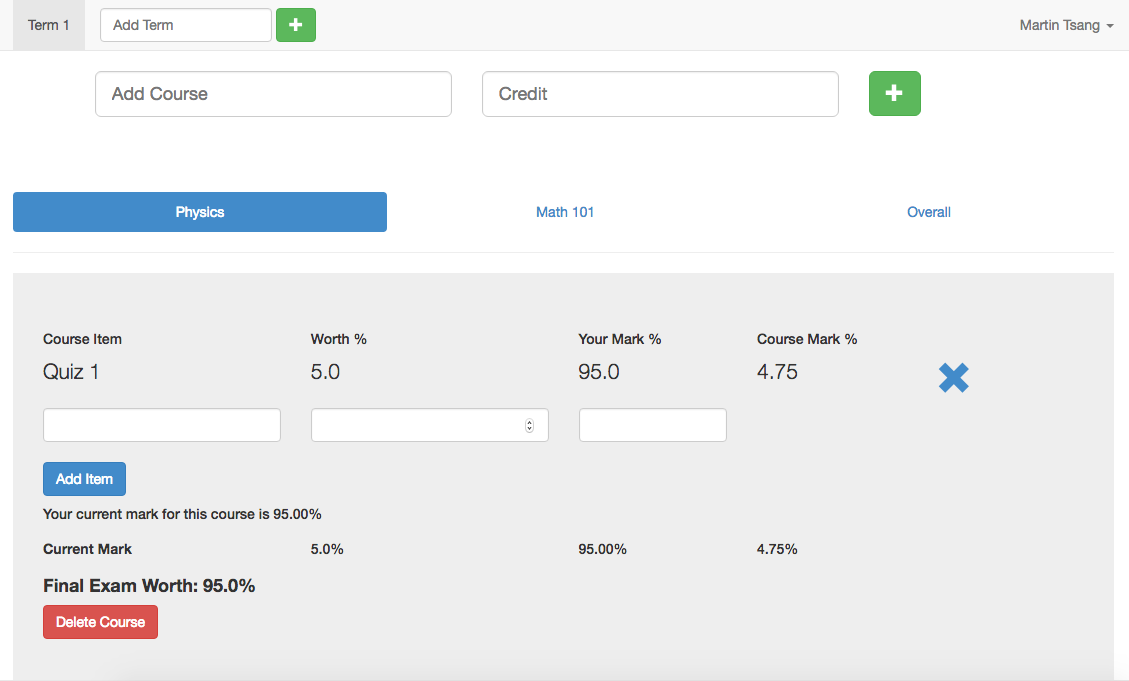 Term 1 Add Term Martin Tsang
Add Course Credit
Physics Math 101 Overall
Course Item Worth % Your Mark % Course Mark %
Quiz 1 5.0 95.0 4.75
Add Item
Your current mark for this course is 95.00%
Current Mark 5.0% 95.00% 4.75%
Final Exam Worth: 95.0%
Delete Course